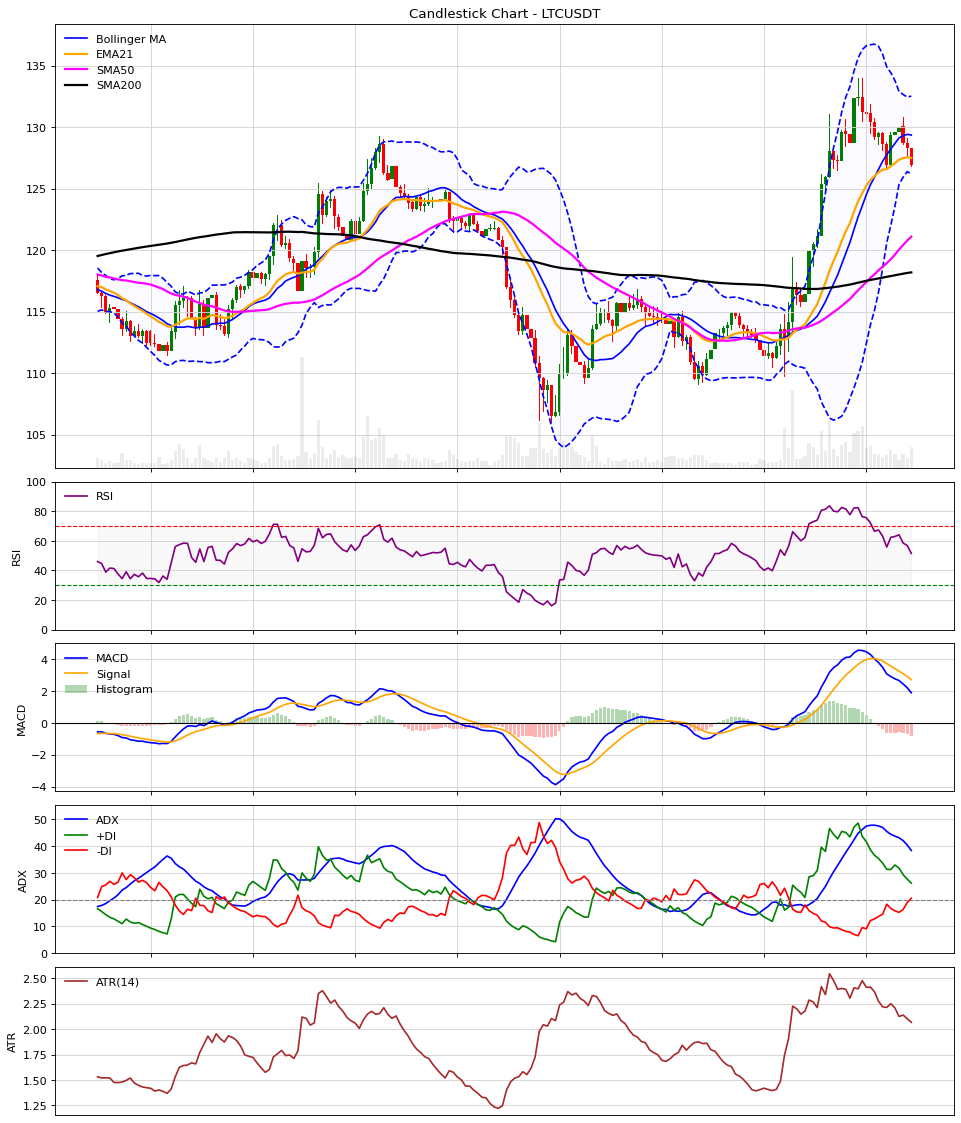 Candlestick Chart - LTCUSDT
Bollinger MA
EMA21
SMA50
SMA200
135
130
125
120
115
110
105
RSI
100
80
60
40
20
0
RSI
MACD
Signal
Histogram
4
2
0
−2
−4
MACD
ADX
+DI
-DI
50
40
30
20
10
0
ADX
ATR(14)
2.50
2.25
2.00
1.75
1.50
1.25
ATR